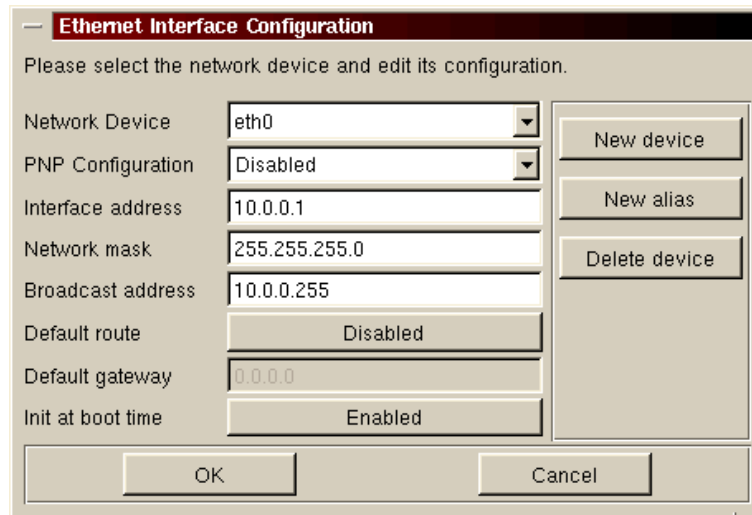 Ethernet Interface Configuration
Please select the network device and edit its configuration.
Network Device eth0
New device
PNP Configuration Disabled
New alias
Interface address 10.0.0.1
Network mask 255.255.255.0
Delete device
Broadcast address 10.0.0.255
Default route Disabled
Default gateway 0.0.0.0
Init at boot time Enabled
OK Cancel